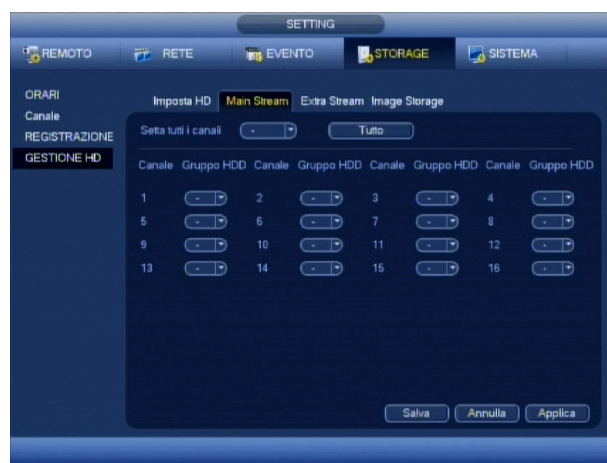 SETTING
REMOTO RETE EVENTO STORAGE SISTEMA
ORARI
Canale
REGISTRAZIONE
GESTIONE HD
Imposta HD Main Stream Extra Stream Image Storage
Setta tutti i canali - Tutto
Canale Gruppo HDD Canale Gruppo HDD Canale Gruppo HDD Canale Gruppo HDD
1 - 2 - 3 - 4 -
5 - 6 - 7 - 8 -
9 - 10 - 11 - 12 -
13 - 14 - 15 - 16 -
Salva Annulla Applica